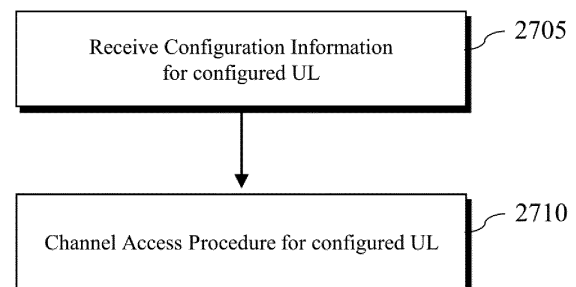 Receive Configuration Information
for configured UL
2705
Channel Access Procedure for configured UL
2710